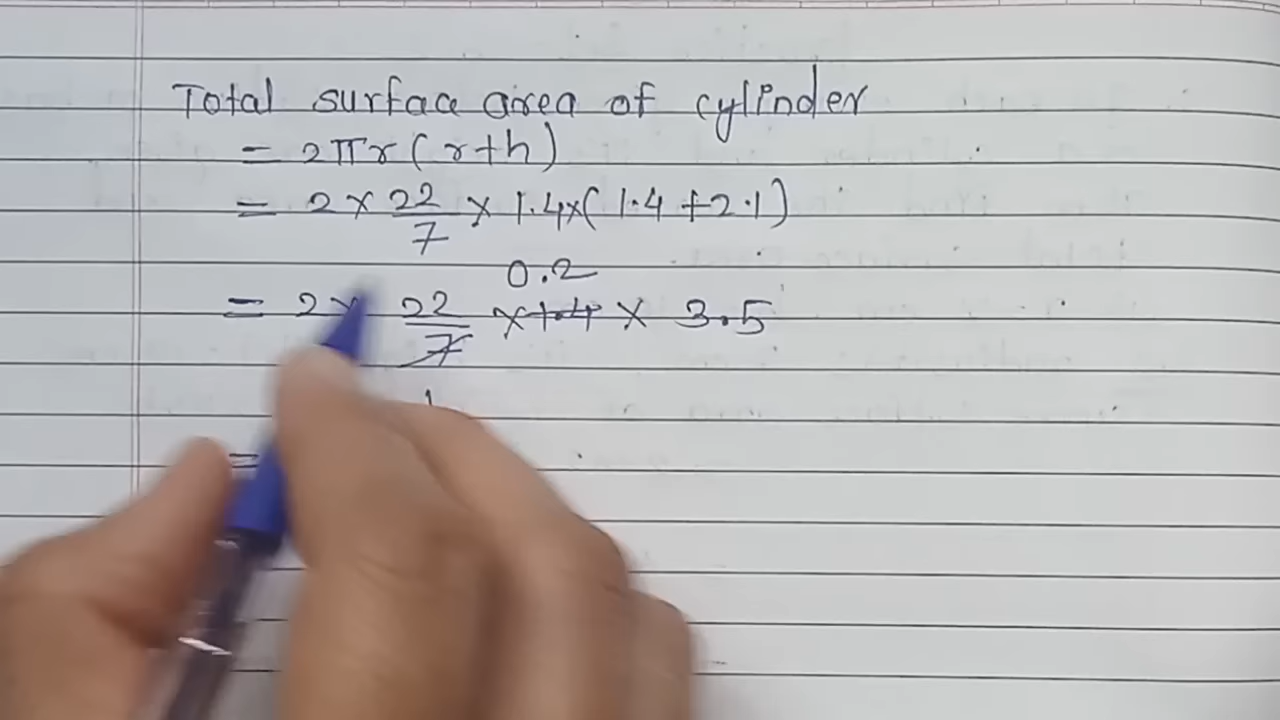 Total surface area of cylinder
= 2πr(r+h)
= 2 × 22/7 × 1.4×(1.4+2.1)
0.2
= 2× 22/7 ×1.4 × 3.5
1
=